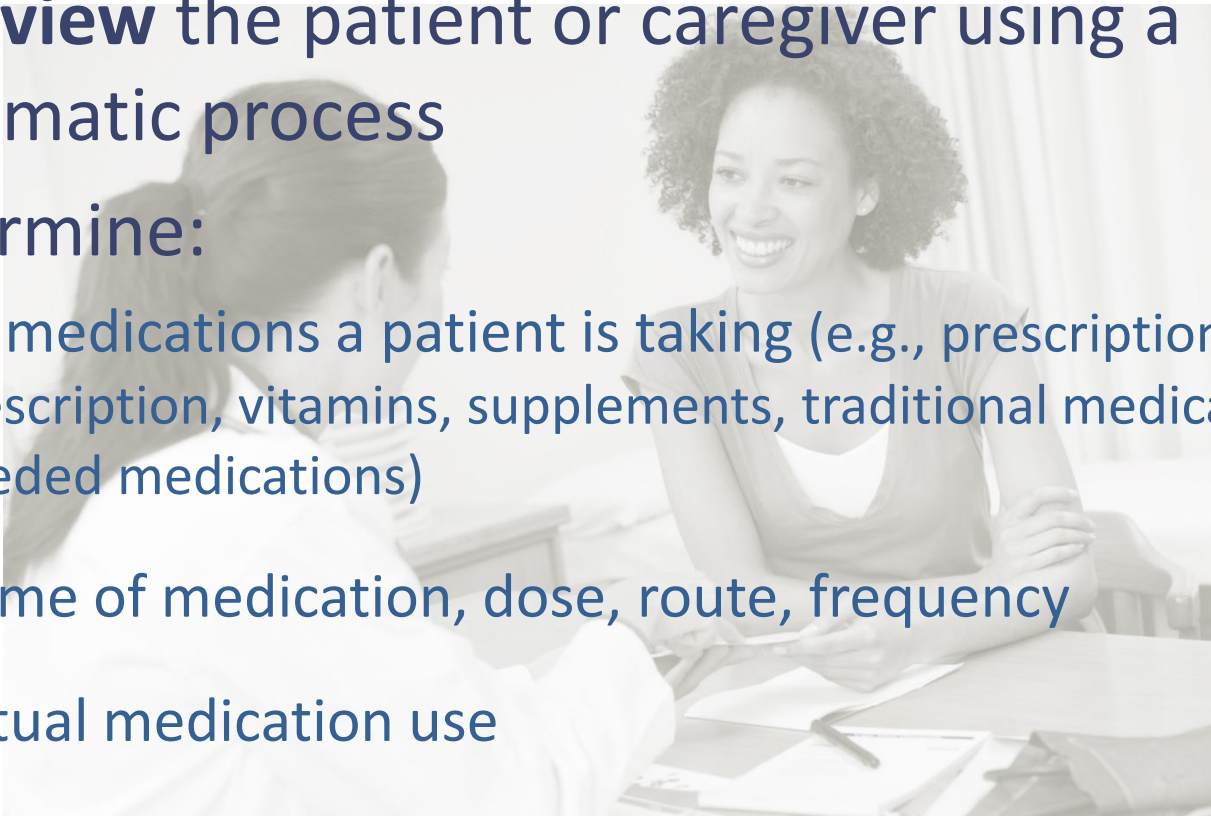 view the patient or caregiver using a
matic process
rmine:
medications a patient is taking (e.g., prescription
scription, vitamins, supplements, traditional medica
eded medications)
me of medication, dose, route, frequency
tual medication use